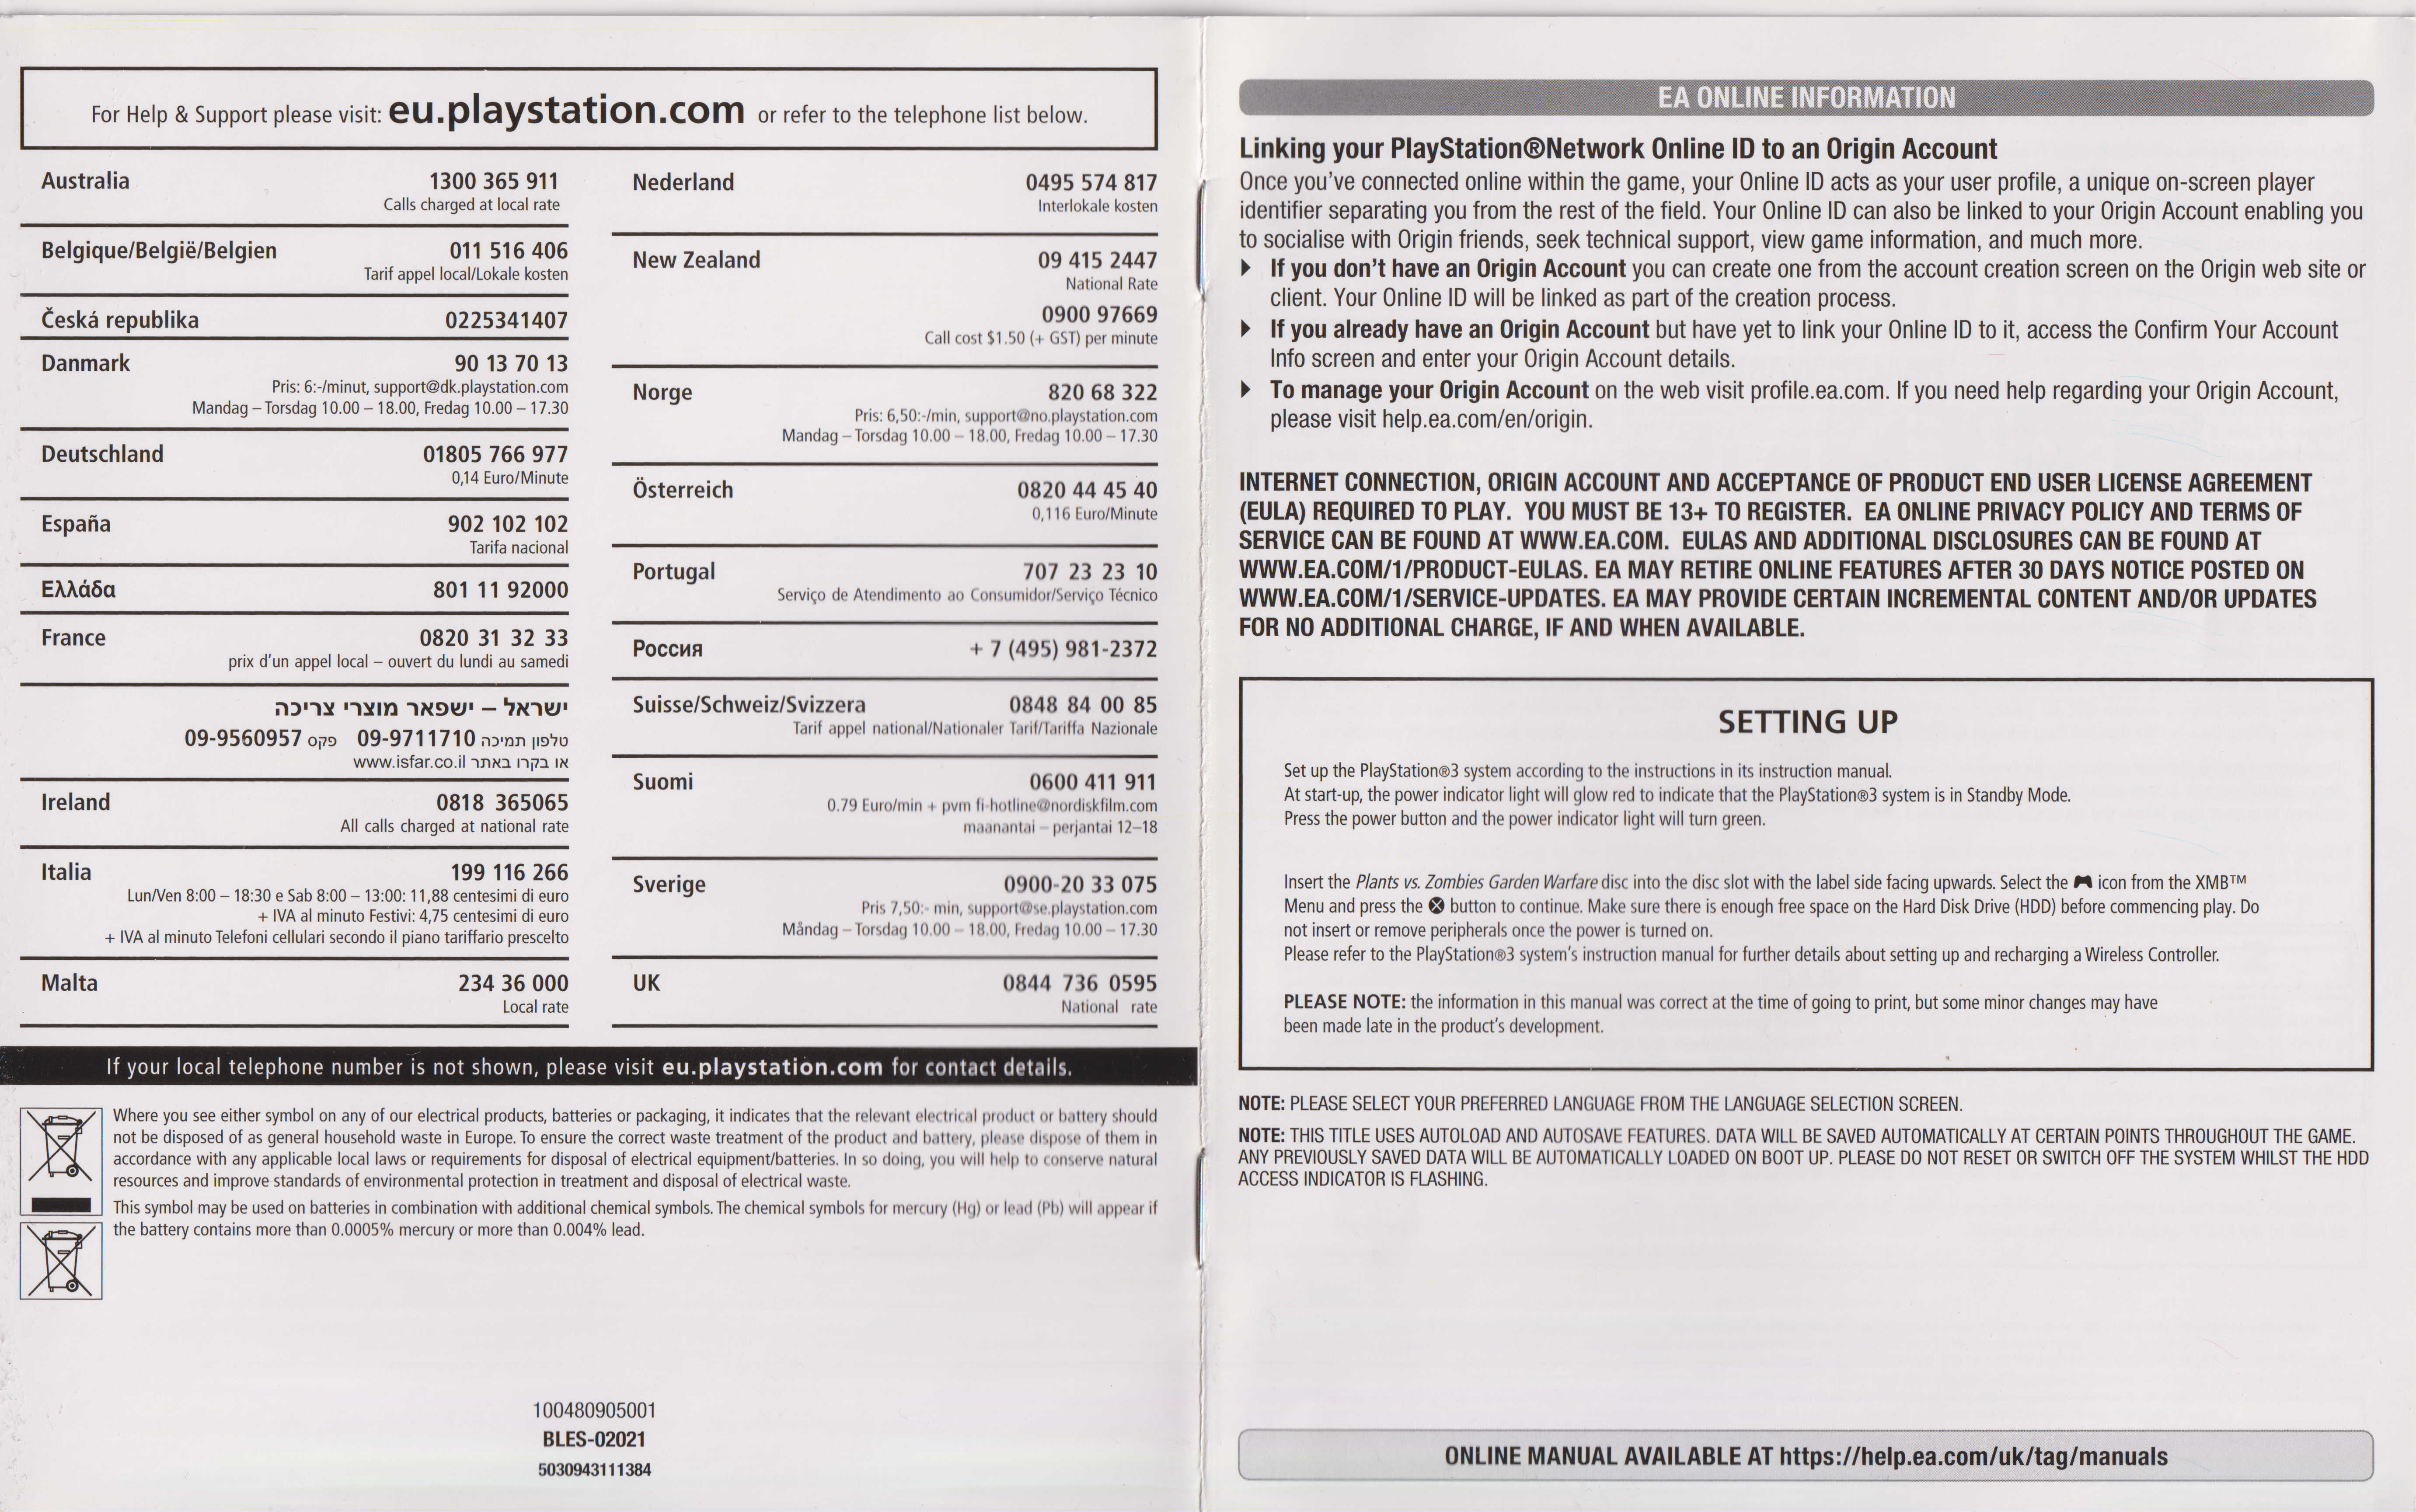 For Help & Support please visit: eu.playstation.com or refer to the telephone list below.
Australia 1300 365 911
Calls charged at local rate
Belgique/België/Belgien 011 516 406
Tarif appel local/Lokale kosten
Česká republika 0225341407
Danmark 90 13 70 13
Pris: 6:-/minut, support@dk.playstation.com
Mandag – Torsdag 10.00 – 18.00, Fredag 10.00 – 17.30
Deutschland 01805 766 977
0,14 Euro/Minute
España 902 102 102
Tarifa nacional
Ελλάδα 801 11 92000
France 0820 31 32 33
prix d'un appel local – ouvert du lundi au samedi
ישראל – ישפאר מוצרי צריכה
טלפון תמיכה 09-9711710 פקס 09-9560957
או בקרו באתר www.isfar.co.il
Ireland 0818 365065
All calls charged at national rate
Italia 199 116 266
Lun/Ven 8:00 – 18:30 e Sab 8:00 – 13:00: 11,88 centesimi di euro
+ IVA al minuto Festivi: 4,75 centesimi di euro
+ IVA al minuto Telefoni cellulari secondo il piano tariffario prescelto
Malta 234 36 000
Local rate
Nederland 0495 574 817
Interlokale kosten
New Zealand 09 415 2447
National Rate
0900 97669
Call cost $1.50 (+ GST) per minute
Norge 820 68 322
Pris: 6,50:-/min, support@no.playstation.com
Mandag – Torsdag 10.00 – 18.00, Fredag 10.00 – 17.30
Österreich 0820 44 45 40
0,116 Euro/Minute
Portugal 707 23 23 10
Serviço de Atendimento ao Consumidor/Serviço Técnico
Россия + 7 (495) 981-2372
Suisse/Schweiz/Svizzera 0848 84 00 85
Tarif appel national/Nationaler Tarif/Tariffa Nazionale
Suomi 0600 411 911
0.79 Euro/min + pvm fi-hotline@nordiskfilm.com
maanantai – perjantai 12–18
Sverige 0900-20 33 075
Pris 7,50:- min, support@se.playstation.com
Måndag – Torsdag 10.00 – 18.00, Fredag 10.00 – 17.30
UK 0844 736 0595
National rate
If your local telephone number is not shown, please visit eu.playstation.com for contact details.
Where you see either symbol on any of our electrical products, batteries or packaging, it indicates that the relevant electrical product or battery should
not be disposed of as general household waste in Europe. To ensure the correct waste treatment of the product and battery, please dispose of them in
accordance with any applicable local laws or requirements for disposal of electrical equipment/batteries. In so doing, you will help to conserve natural
resources and improve standards of environmental protection in treatment and disposal of electrical waste.
This symbol may be used on batteries in combination with additional chemical symbols. The chemical symbols for mercury (Hg) or lead (Pb) will appear if
the battery contains more than 0.0005% mercury or more than 0.004% lead.
100480905001
BLES-02021
5030943111384
EA ONLINE INFORMATION
Linking your PlayStation®Network Online ID to an Origin Account
Once you've connected online within the game, your Online ID acts as your user profile, a unique on-screen player
identifier separating you from the rest of the field. Your Online ID can also be linked to your Origin Account enabling you
to socialise with Origin friends, seek technical support, view game information, and much more.
If you don't have an Origin Account you can create one from the account creation screen on the Origin web site or
client. Your Online ID will be linked as part of the creation process.
If you already have an Origin Account but have yet to link your Online ID to it, access the Confirm Your Account
Info screen and enter your Origin Account details.
To manage your Origin Account on the web visit profile.ea.com. If you need help regarding your Origin Account,
please visit help.ea.com/en/origin.
INTERNET CONNECTION, ORIGIN ACCOUNT AND ACCEPTANCE OF PRODUCT END USER LICENSE AGREEMENT
(EULA) REQUIRED TO PLAY. YOU MUST BE 13+ TO REGISTER. EA ONLINE PRIVACY POLICY AND TERMS OF
SERVICE CAN BE FOUND AT WWW.EA.COM. EULAS AND ADDITIONAL DISCLOSURES CAN BE FOUND AT
WWW.EA.COM/1/PRODUCT-EULAS. EA MAY RETIRE ONLINE FEATURES AFTER 30 DAYS NOTICE POSTED ON
WWW.EA.COM/1/SERVICE-UPDATES. EA MAY PROVIDE CERTAIN INCREMENTAL CONTENT AND/OR UPDATES
FOR NO ADDITIONAL CHARGE, IF AND WHEN AVAILABLE.
SETTING UP
Set up the PlayStation®3 system according to the instructions in its instruction manual.
At start-up, the power indicator light will glow red to indicate that the PlayStation®3 system is in Standby Mode.
Press the power button and the power indicator light will turn green.
Insert the Plants vs. Zombies Garden Warfare disc into the disc slot with the label side facing upwards. Select the icon from the XMB™
Menu and press the ⊗ button to continue. Make sure there is enough free space on the Hard Disk Drive (HDD) before commencing play. Do
not insert or remove peripherals once the power is turned on.
Please refer to the PlayStation®3 system's instruction manual for further details about setting up and recharging a Wireless Controller.
PLEASE NOTE: the information in this manual was correct at the time of going to print, but some minor changes may have
been made late in the product's development.
NOTE: PLEASE SELECT YOUR PREFERRED LANGUAGE FROM THE LANGUAGE SELECTION SCREEN.
NOTE: THIS TITLE USES AUTOLOAD AND AUTOSAVE FEATURES. DATA WILL BE SAVED AUTOMATICALLY AT CERTAIN POINTS THROUGHOUT THE GAME.
ANY PREVIOUSLY SAVED DATA WILL BE AUTOMATICALLY LOADED ON BOOT UP. PLEASE DO NOT RESET OR SWITCH OFF THE SYSTEM WHILST THE HDD
ACCESS INDICATOR IS FLASHING.
ONLINE MANUAL AVAILABLE AT https://help.ea.com/uk/tag/manuals